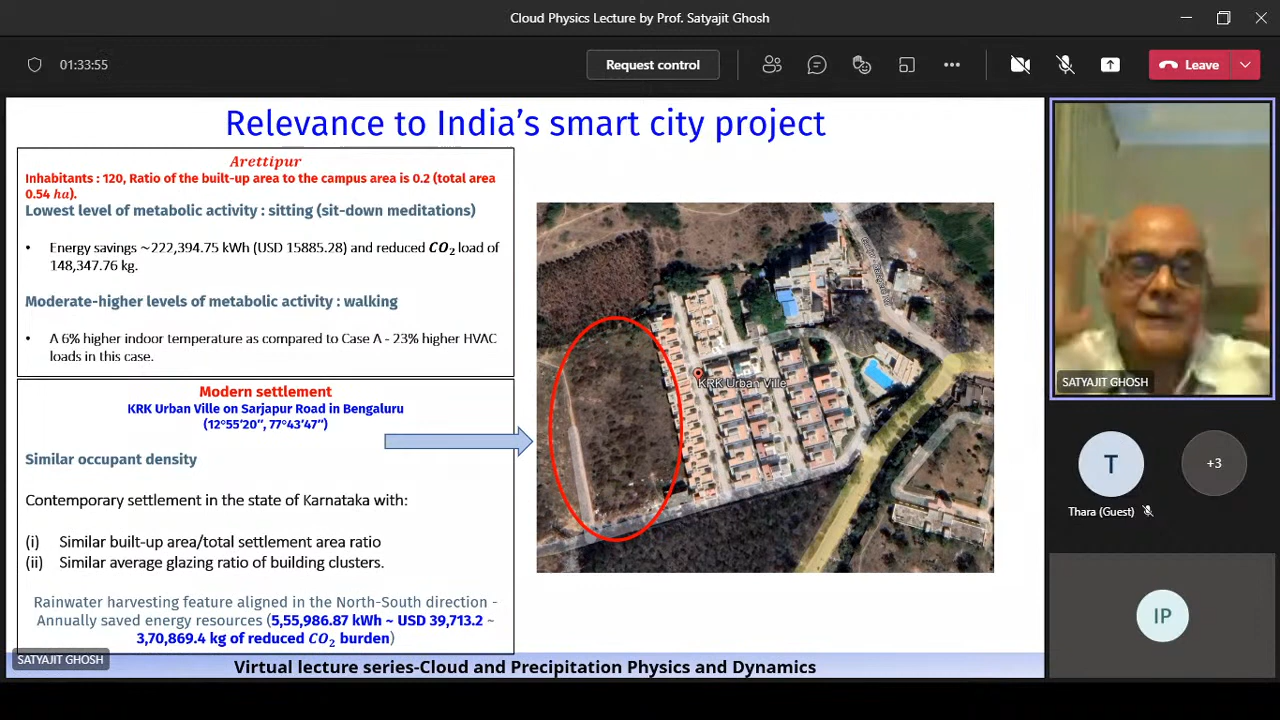 Cloud Physics Lecture by Prof. Satyajit Ghosh
01:33:55
Request control
Leave
Relevance to India's smart city project
Arettipur
Inhabitants : 120, Ratio of the built-up area to the campus area is 0.2 (total area
0.54 ha).
Lowest level of metabolic activity : sitting (sit-down meditations)
• Energy savings ~222,394.75 kWh (USD 15885.28) and reduced CO₂ load of
148,347.76 kg.
Moderate-higher levels of metabolic activity : walking
• A 6% higher indoor temperature as compared to Case A - 23% higher HVAC
loads in this case.
Modern settlement
KRK Urban Ville on Sarjapur Road in Bengaluru
(12°55'20", 77°43'47")
Similar occupant density
Contemporary settlement in the state of Karnataka with:
(i) Similar built-up area/total settlement area ratio
(ii) Similar average glazing ratio of building clusters.
Rainwater harvesting feature aligned in the North-South direction -
Annually saved energy resources (5,55,986.87 kWh ~ USD 39,713.2 ~
3,70,869.4 kg of reduced CO₂ burden)
KRK Urban Ville
SATYAJIT GHOSH
Virtual lecture series-Cloud and Precipitation Physics and Dynamics
SATYAJIT GHOSH
T
+3
Thara (Guest)
IP